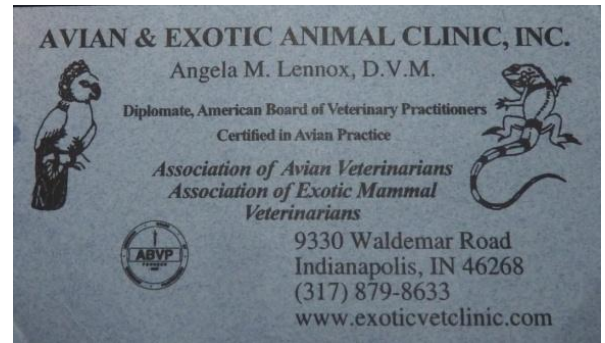 AVIAN & EXOTIC ANIMAL CLINIC, INC.
Angela M. Lennox, D.V.M.
Diplomate, American Board of Veterinary Practitioners
Certified in Avian Practice
Association of Avian Veterinarians
Association of Exotic Mammal
Veterinarians
ABVP
9330 Waldemar Road
Indianapolis, IN 46268
(317) 879-8633
www.exoticvetclinic.com